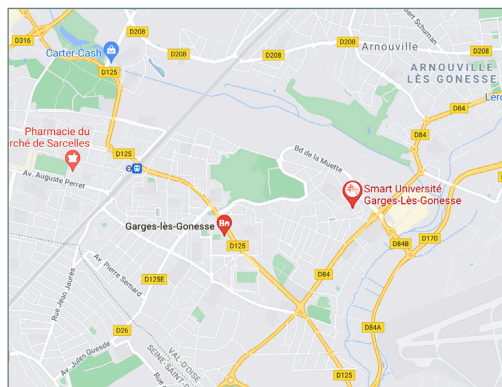 D316
D208
D208
D208
D208
Arnouville
ARNOUVILLE
LÈS GONESSE
Carter-Cash
D125
D84
D84
Pharmacie du
rché de Sarcelles
D125
Av. Auguste Perret
Bd de la Muette
Smart Université
Garges-Lès-Gonesse
Garges-lès-Gonesse
D125
D84B
D170
D84
Av. Pierre Semard
D125E
Rue Jean Jaurès
D26
D84A
Av. Jules Guesde
VAL-D'OISE
SEINE-SAINT-D
D125